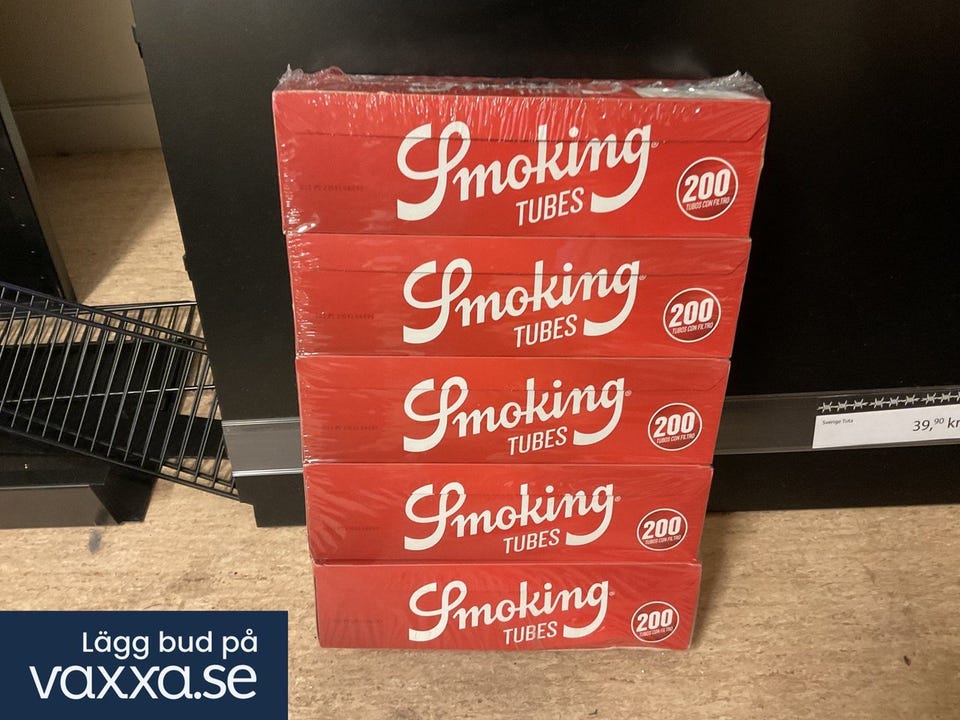 Smoking®
TUBES
200
TUBOS CON FILTRO
Smoking®
TUBES
200
TUBOS CON FILTRO
Smoking®
TUBES
200
TUBOS CON FILTRO
Smoking®
TUBES
200
TUBOS CON FILTRO
Smoking®
TUBES
200
TUBOS CON FILTRO
Sverige Tuta
39,90 kr
Lägg bud på
vaxxa.se